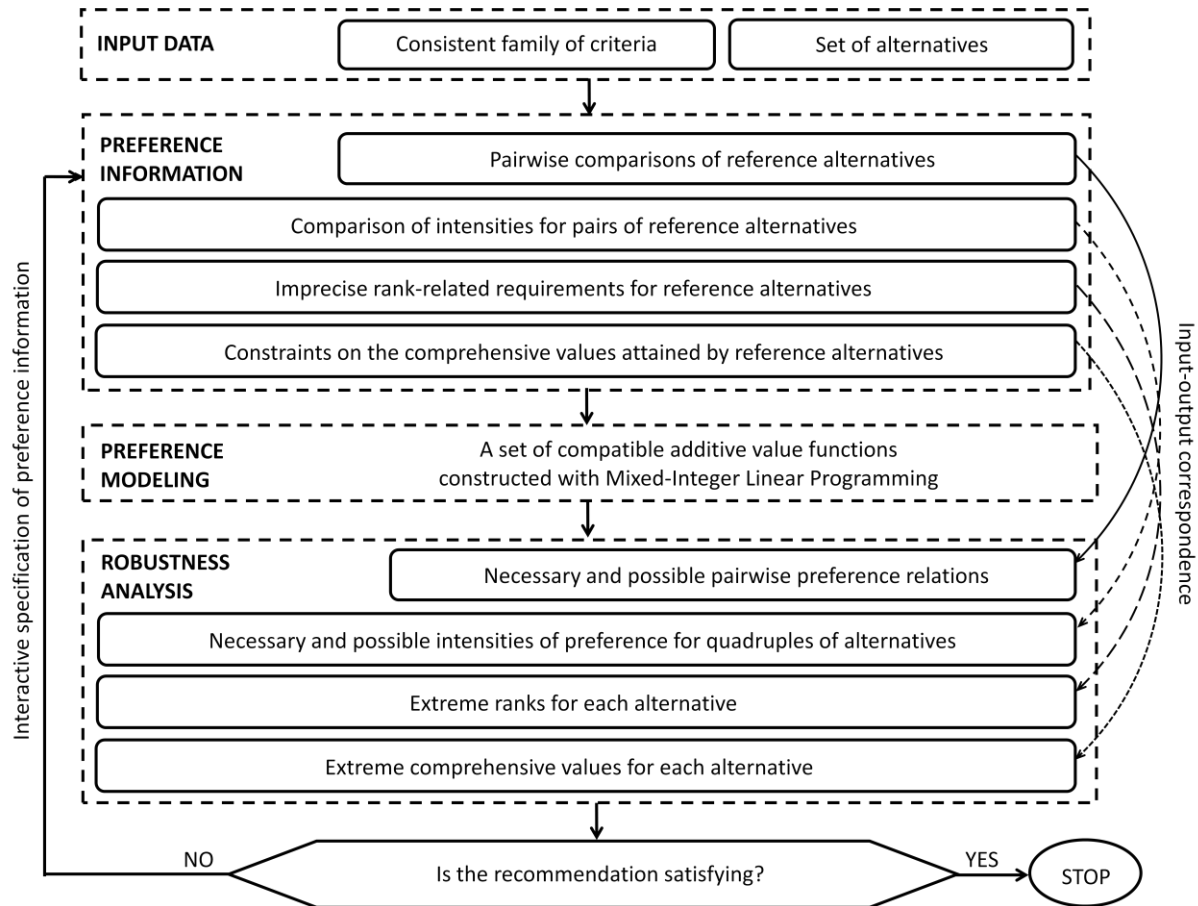 INPUT DATA
Consistent family of criteria
Set of alternatives
PREFERENCE
INFORMATION
Pairwise comparisons of reference alternatives
Comparison of intensities for pairs of reference alternatives
Imprecise rank-related requirements for reference alternatives
Constraints on the comprehensive values attained by reference alternatives
PREFERENCE
MODELING
A set of compatible additive value functions
constructed with Mixed-Integer Linear Programming
ROBUSTNESS
ANALYSIS
Necessary and possible pairwise preference relations
Necessary and possible intensities of preference for quadruples of alternatives
Extreme ranks for each alternative
Extreme comprehensive values for each alternative
Is the recommendation satisfying?
NO
YES
STOP
Interactive specification of preference information
Input-output correspondence